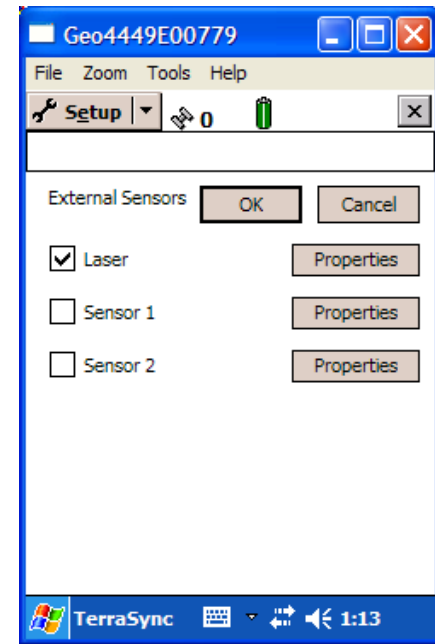 Geo4449E00779
File Zoom Tools Help
Setup 0
External Sensors OK Cancel
Laser Properties
Sensor 1 Properties
Sensor 2 Properties
TerraSync 1:13